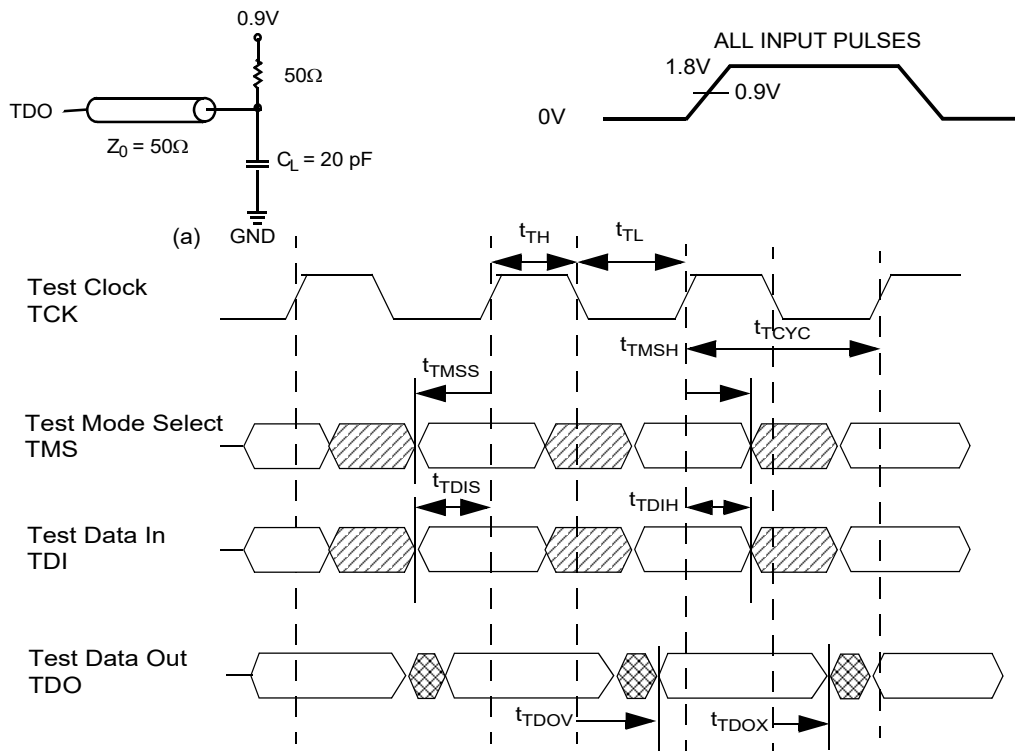 0.9V
50Ω
TDO
Z0 = 50Ω
CL = 20 pF
(a)
GND
ALL INPUT PULSES
1.8V
0.9V
0V
tTH
tTL
Test Clock
TCK
tTMSH
tTCYC
tTMSS
Test Mode Select
TMS
tTDIS
tTDIH
Test Data In
TDI
Test Data Out
TDO
tTDOV
tTDOX